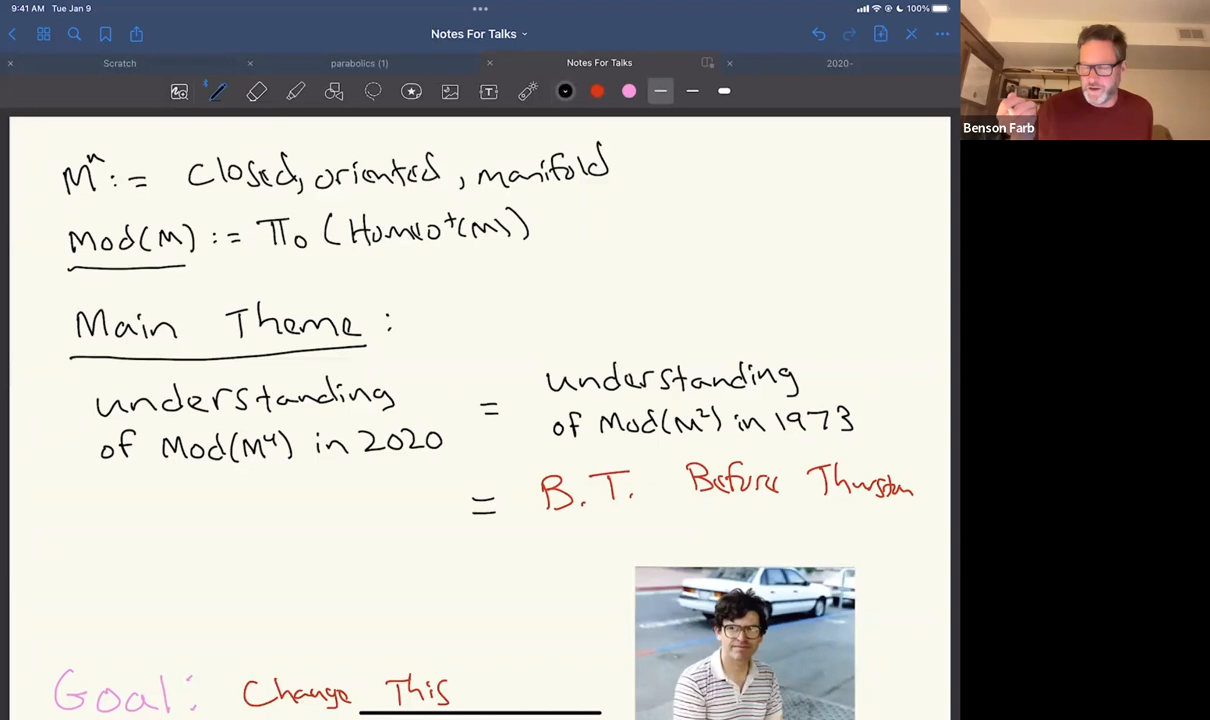 9:41 AM Tue Jan 9
100%
Notes For Talks
Scratch
parabolics (1)
Notes For Talks
2020-
Benson Farb
Mⁿ := closed, oriented, manifold
Mod(M) := π₀ (Homeo⁺(M))
Main Theme:
understanding of Mod(M⁴) in 2020 = understanding of Mod(M²) in 1973
= B.T. Before Thurston
Goal: Change This